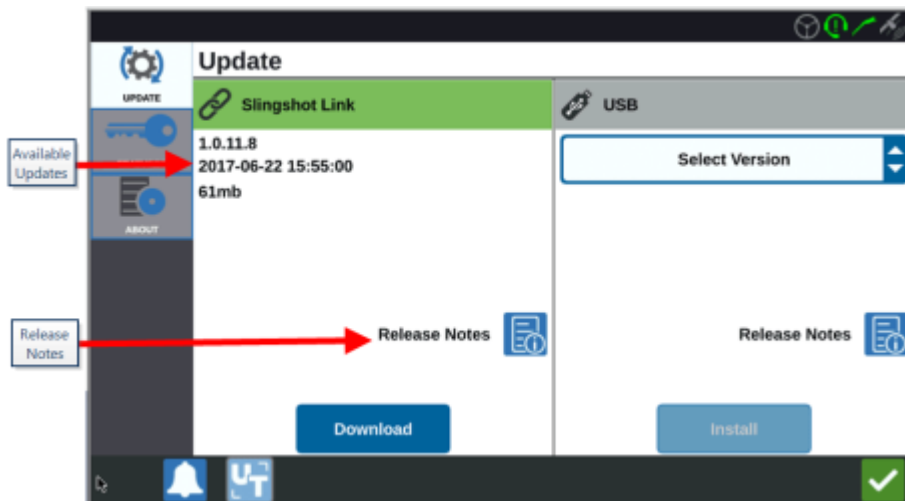 Update
UPDATE
Slingshot Link
USB
Available
Updates
1.0.11.8
2017-06-22 15:55:00
61mb
Select Version
ABOUT
Release
Notes
Release Notes
Release Notes
Download
Install
UT